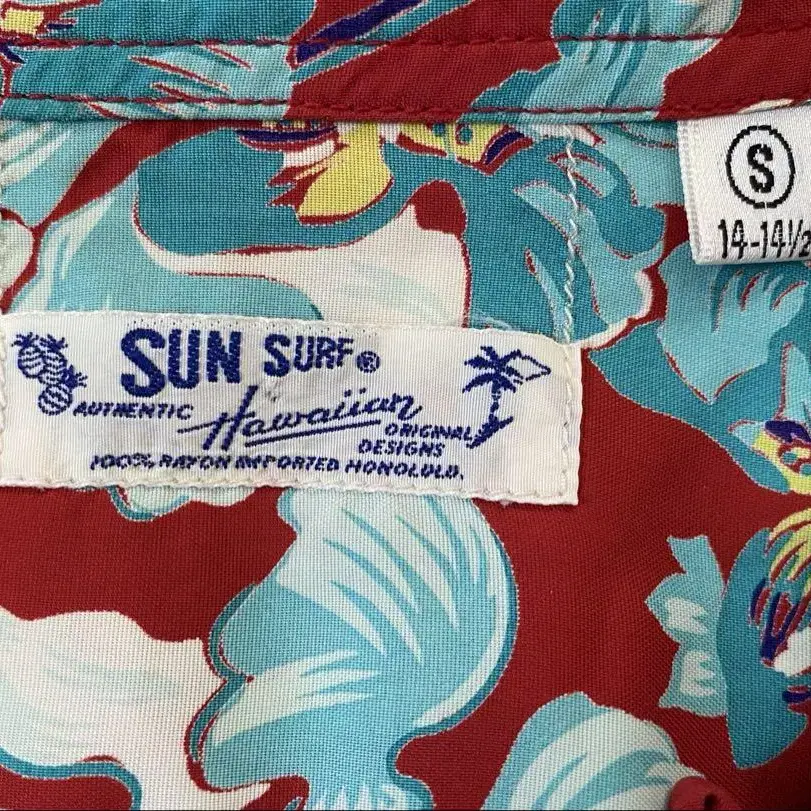 S
14-14½
SUN SURF®
AUTHENTIC Hawaiian ORIGINAL
DESIGNS
100% RAYON IMPORTED HONOLULU.